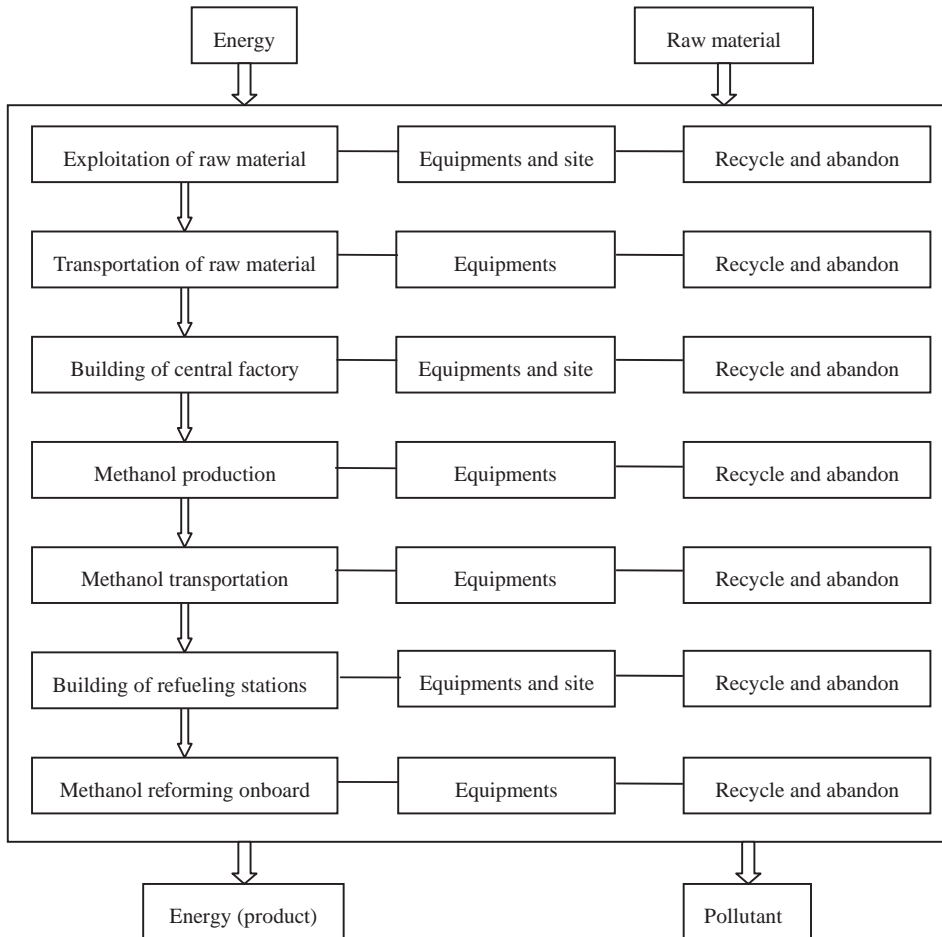 Energy
Raw material
Exploitation of raw material
Equipments and site
Recycle and abandon
Transportation of raw material
Equipments
Recycle and abandon
Building of central factory
Equipments and site
Recycle and abandon
Methanol production
Equipments
Recycle and abandon
Methanol transportation
Equipments
Recycle and abandon
Building of refueling stations
Equipments and site
Recycle and abandon
Methanol reforming onboard
Equipments
Recycle and abandon
Energy (product)
Pollutant